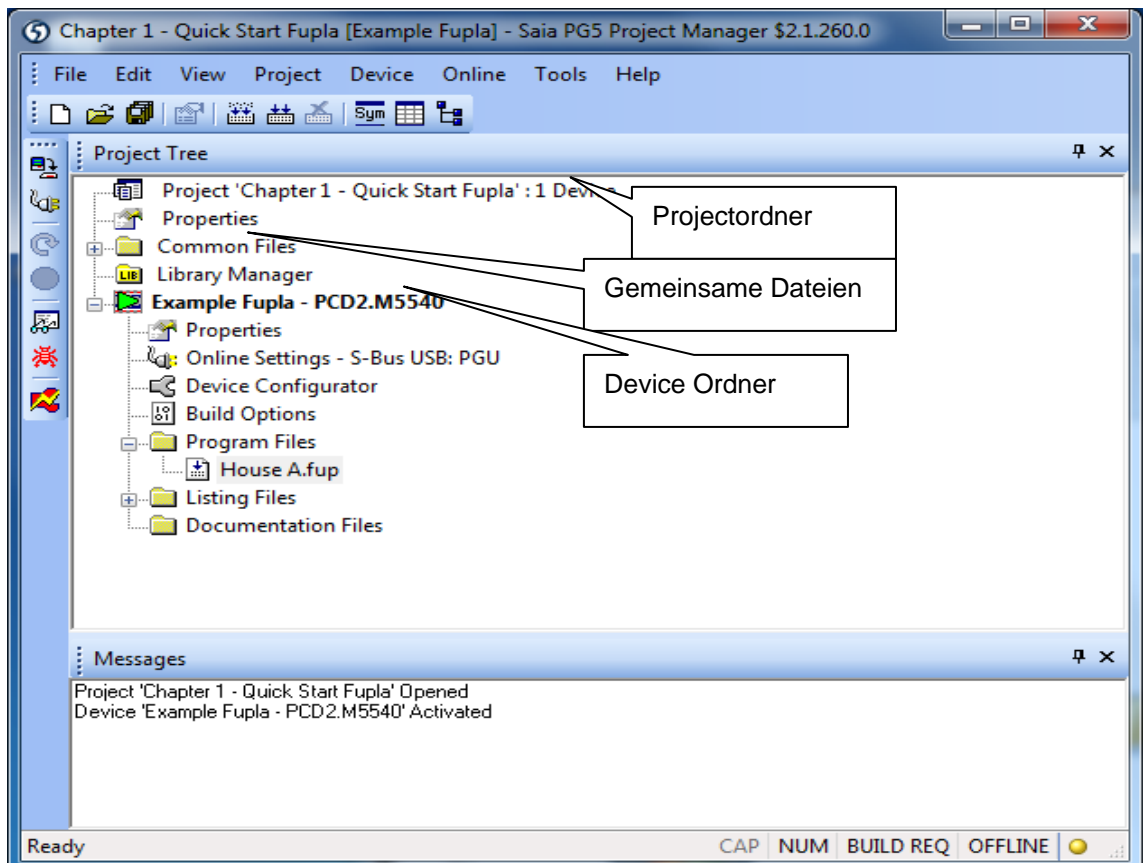 Chapter 1 - Quick Start Fupla [Example Fupla] - Saia PG5 Project Manager $2.1.260.0
File Edit View Project Device Online Tools Help
Sym
Project Tree
Project 'Chapter 1 - Quick Start Fupla' : 1 Device
Projectordner
Properties
Common Files
Gemeinsame Dateien
LIB Library Manager
Example Fupla - PCD2.M5540
Properties
Online Settings - S-Bus USB: PGU
Device Ordner
Device Configurator
Build Options
Program Files
House A.fup
Listing Files
Documentation Files
Messages
Project 'Chapter 1 - Quick Start Fupla' Opened
Device 'Example Fupla - PCD2.M5540' Activated
Ready CAP NUM BUILD REQ OFFLINE